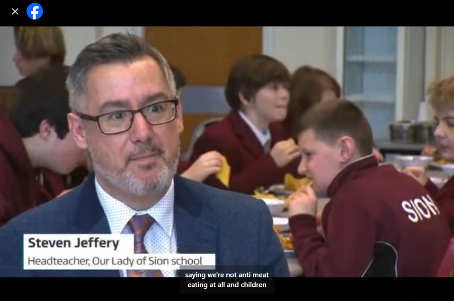 SION
Steven Jeffery
Headteacher, Our Lady of Sion school
saying we're not anti meat
eating at all and children